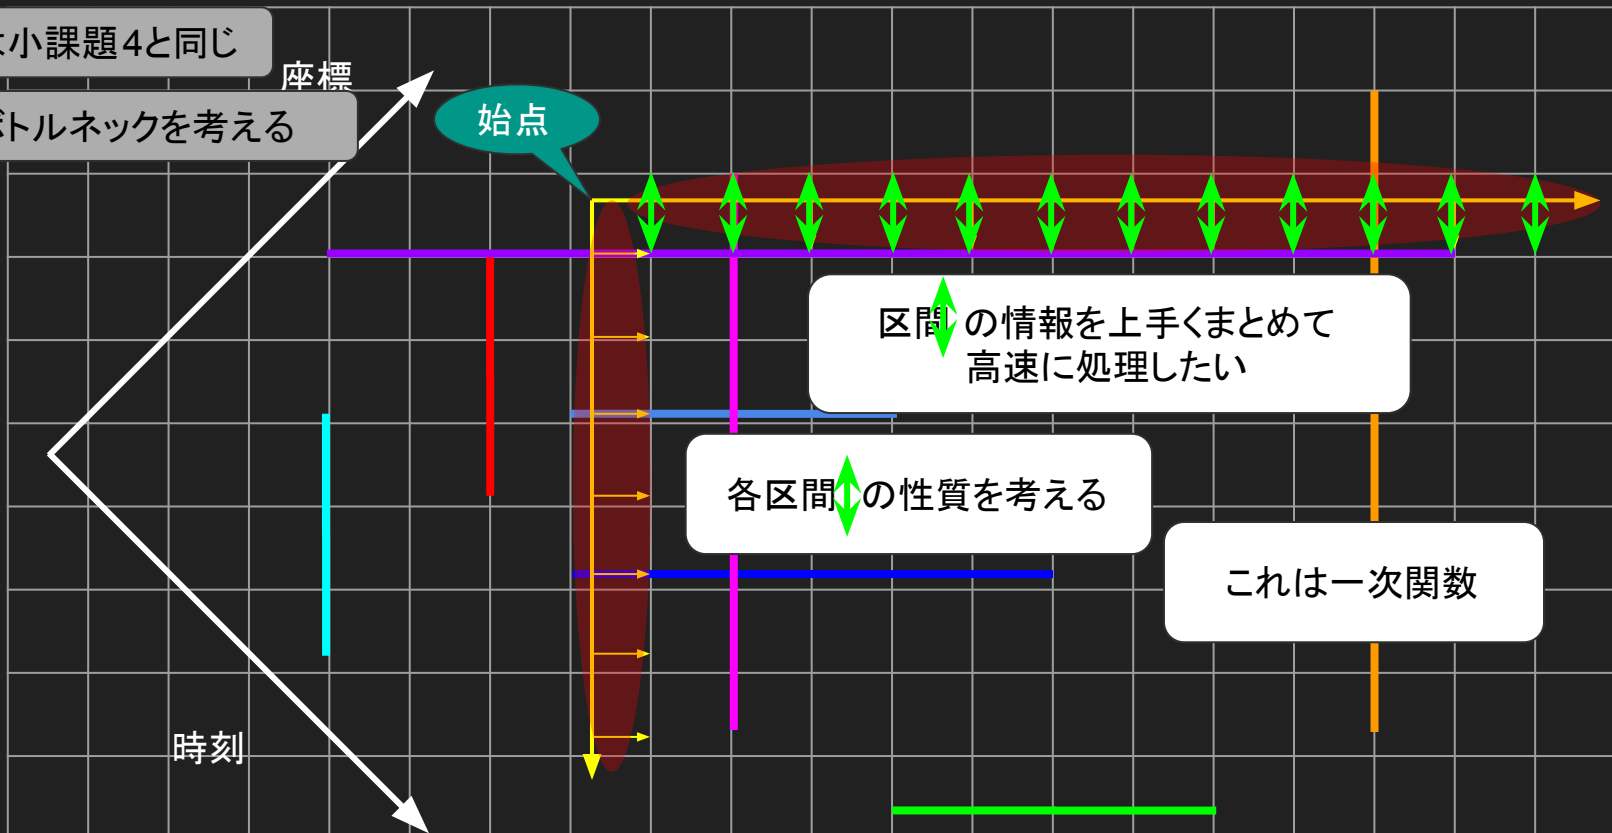 は小課題4と同じ
座標
ボトルネックを考える
始点
区間 の情報を上手くまとめて
高速に処理したい
各区間 の性質を考える
これは一次関数
時刻